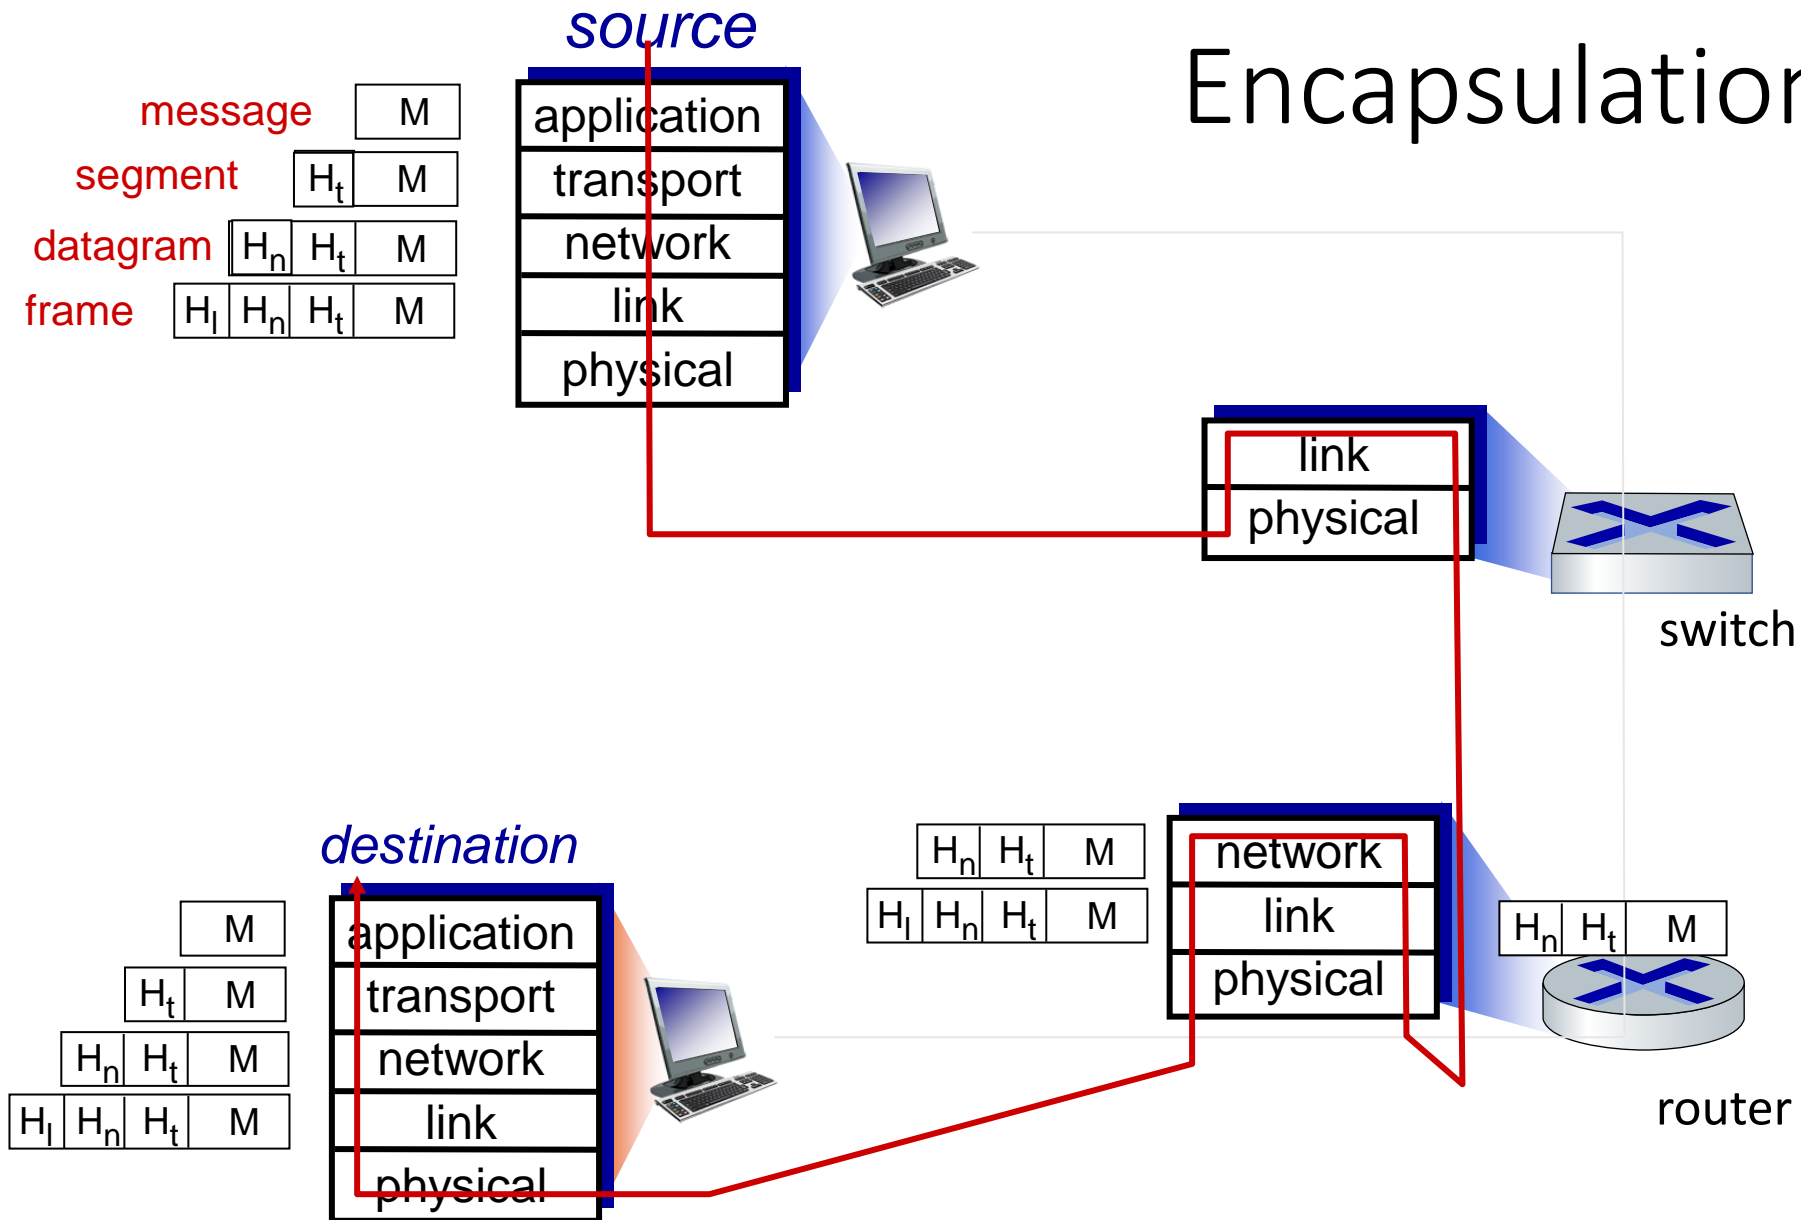 source
Encapsulation
message M
segment Ht M
datagram Hn Ht M
frame Hl Hn Ht M
application
transport
network
link
physical
link
physical
switch
destination
M
Ht M
Hn Ht M
Hl Hn Ht M
application
transport
network
link
physical
Hn Ht M
Hl Hn Ht M
network
link
physical
Hn Ht M
router